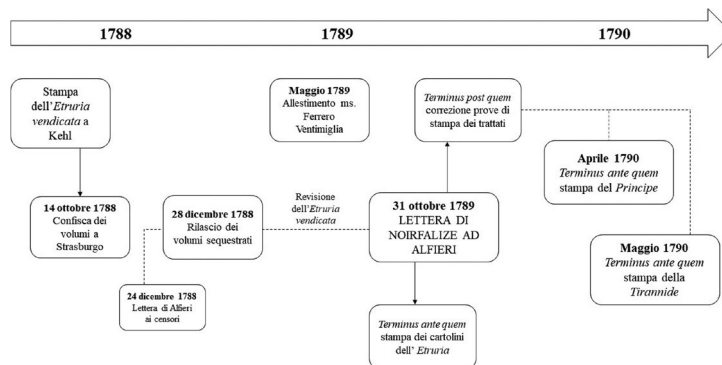 1788
1789
1790
Stampa
dell'Etruria
vendicata a
Kehl
Maggio 1789
Allestimento ms.
Ferrero
Ventimiglia
Terminus post quem
correzione prove di
stampa dei trattati
Aprile 1790
Terminus ante quem
stampa del Principe
14 ottobre 1788
Confisca dei
volumi a
Strasburgo
28 dicembre 1788
Rilascio dei
volumi sequestrati
Revisione
dell'Etruria
vendicata
31 ottobre 1789
LETTERA DI
NOIRFALIZE AD
ALFIERI
Maggio 1790
Terminus ante quem
stampa della
Tirannide
24 dicembre 1788
Lettera di Alfieri
ai censori
Terminus ante quem
stampa dei cartolini
dell' Etruria